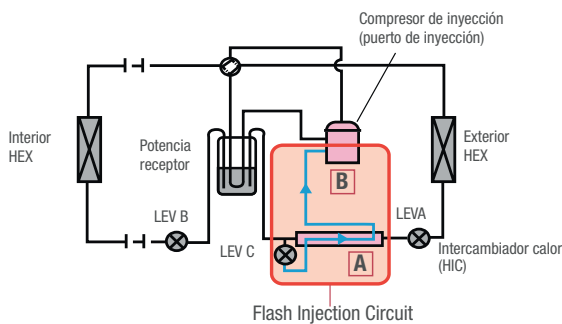 Compresor de inyección
(puerto de inyección)
Interior
HEX
Potencia
receptor
Exterior
HEX
B
LEV B
LEVA
LEV C
A
Intercambiador calor
(HIC)
Flash Injection Circuit